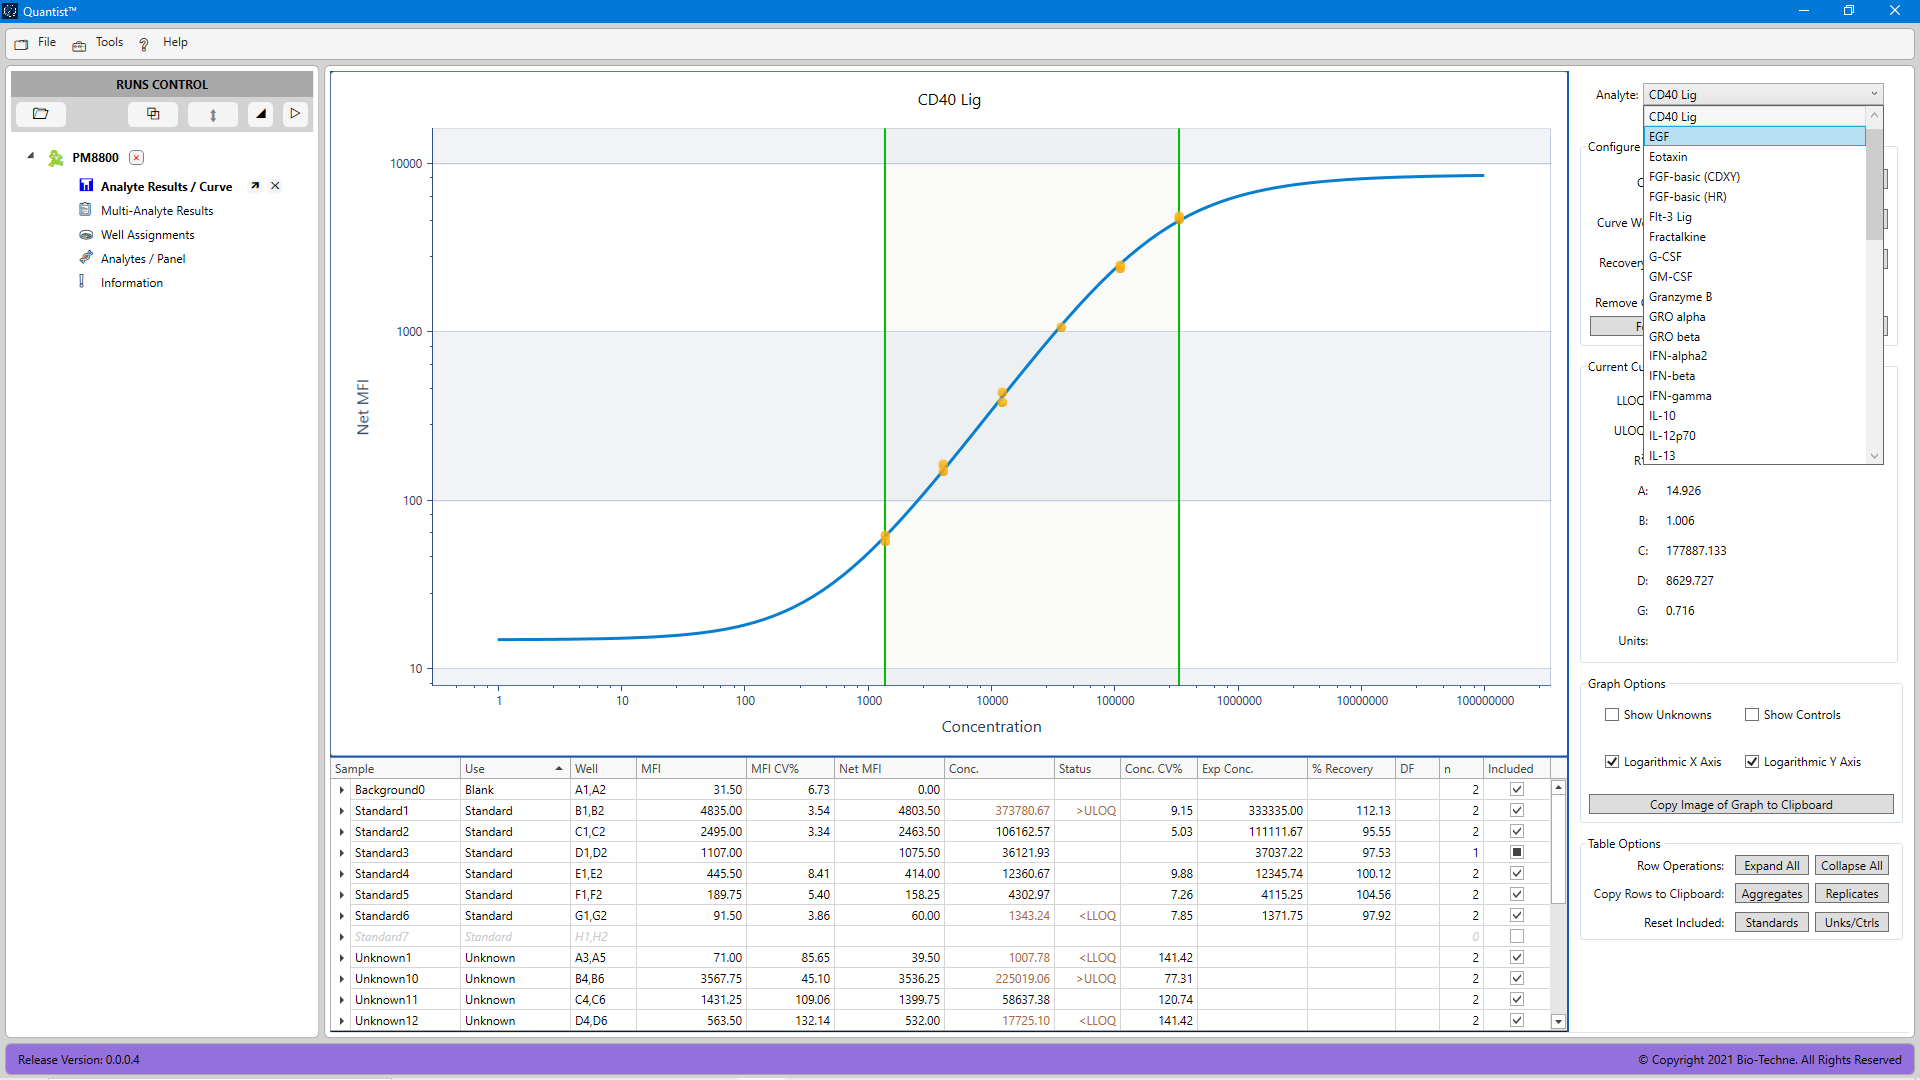 Quantist™
File Tools Help
RUNS CONTROL
PM8800
Analyte Results / Curve
Multi-Analyte Results
Well Assignments
Analytes / Panel
Information
CD40 Lig
Net MFI
10000
1000
100
10
1 10 100 1000 10000 100000 1000000 10000000 100000000
Concentration
Sample Use Well MFI MFI CV% Net MFI Conc. Status Conc. CV% Exp Conc. % Recovery DF n Included
Background0 Blank A1,A2 31.50 6.73 0.00 2
Standard1 Standard B1,B2 4835.00 3.54 4803.50 373780.67 >ULOQ 9.15 333335.00 112.13 2
Standard2 Standard C1,C2 2495.00 3.34 2463.50 106162.57 5.03 111111.67 95.55 2
Standard3 Standard D1,D2 1107.00 1075.50 36121.93 37037.22 97.53 1
Standard4 Standard E1,E2 445.50 8.41 414.00 12360.67 9.88 12345.74 100.12 2
Standard5 Standard F1,F2 189.75 5.40 158.25 4302.97 7.26 4115.25 104.56 2
Standard6 Standard G1,G2 91.50 3.86 60.00 1343.24 <LLOQ 7.85 1371.75 97.92 2
Standard7 Standard H1,H2 0
Unknown1 Unknown A3,A5 71.00 85.65 39.50 1007.78 <LLOQ 141.42 2
Unknown10 Unknown B4,B6 3567.75 45.10 3536.25 225019.06 >ULOQ 77.31 2
Unknown11 Unknown C4,C6 1431.25 109.06 1399.75 58637.38 120.74 2
Unknown12 Unknown D4,D6 563.50 132.14 532.00 17725.10 <LLOQ 141.42 2
Analyte: CD40 Lig
CD40 Lig
EGF
Eotaxin
FGF-basic (CDXY)
FGF-basic (HR)
Flt-3 Lig
Fractalkine
G-CSF
GM-CSF
Granzyme B
GRO alpha
GRO beta
IFN-alpha2
IFN-beta
IFN-gamma
IL-10
IL-12p70
IL-13
Configure
Curve
Recovery
Remove
Current
A: 14.926
B: 1.006
C: 177887.133
D: 8629.727
G: 0.716
Units:
Graph Options
Show Unknowns Show Controls
Logarithmic X Axis Logarithmic Y Axis
Copy Image of Graph to Clipboard
Table Options
Row Operations: Expand All Collapse All
Copy Rows to Clipboard: Aggregates Replicates
Reset Included: Standards Unks/Ctrls
Release Version: 0.0.0.4
© Copyright 2021 Bio-Techne. All Rights Reserved